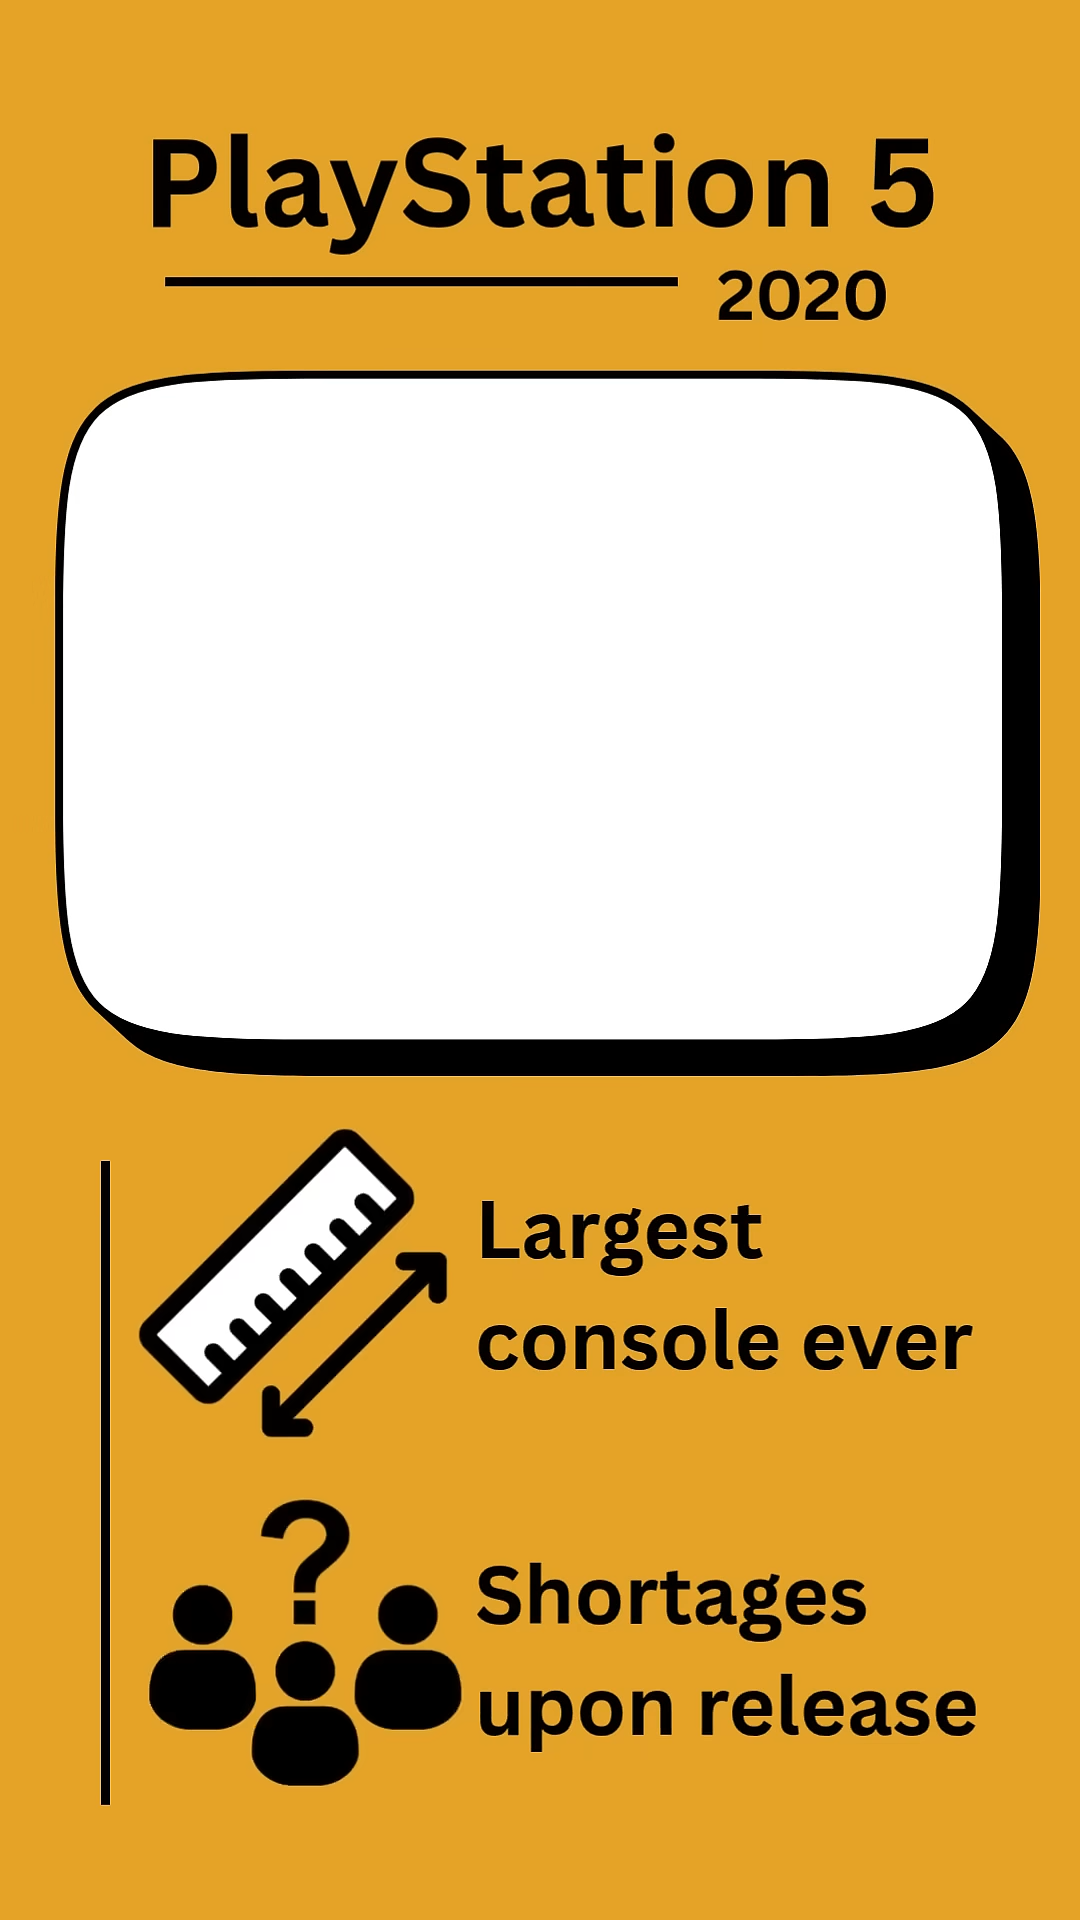 PlayStation 5
2020
Largest
console ever
?
Shortages
upon release